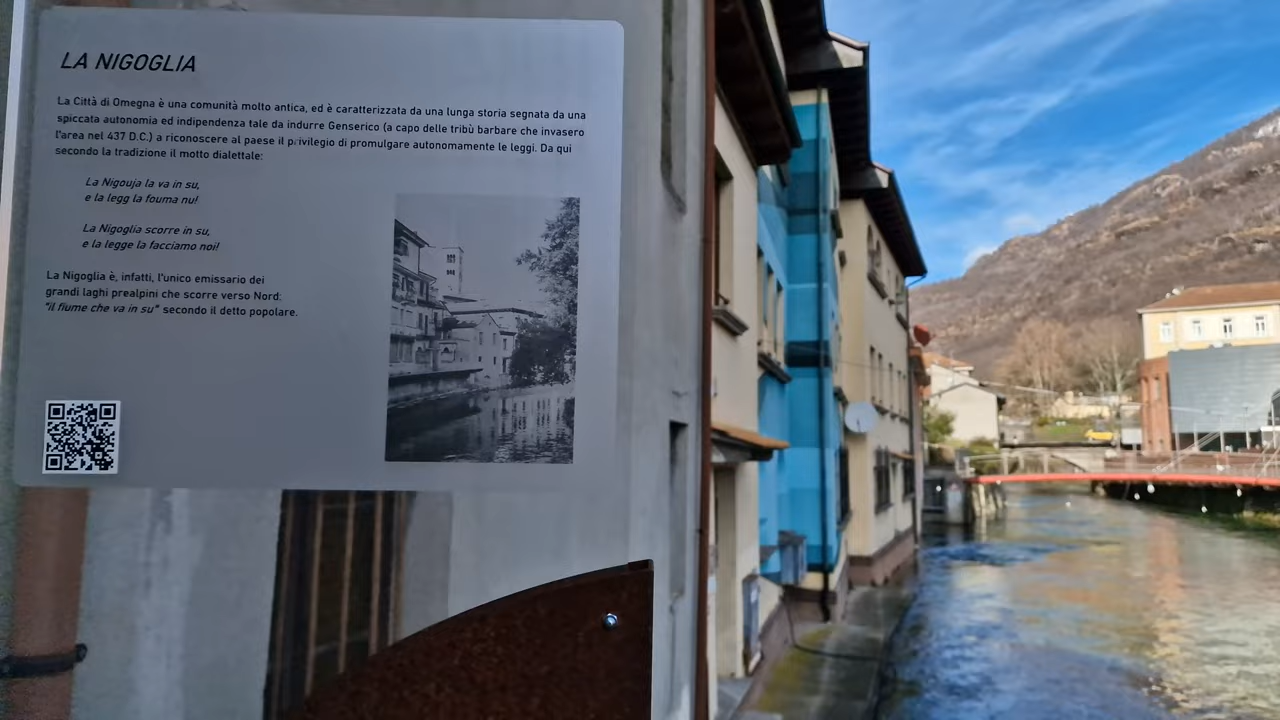 LA NIGOGLIA
La Città di Omegna è una comunità molto antica, ed è caratterizzata da una lunga storia segnata da una
spiccata autonomia ed indipendenza tale da indurre Genserico (a capo delle tribù barbare che invasero
l'area nel 437 D.C.) a riconoscere al paese il privilegio di promulgare autonomamente le leggi. Da qui
secondo la tradizione il motto dialettale:
La Nigouja la va in su,
e la legg la fouma nu!
La Nigoglia scorre in su,
e la legge la facciamo noi!
La Nigoglia è, infatti, l'unico emissario dei
grandi laghi prealpini che scorre verso Nord:
"il fiume che va in su" secondo il detto popolare.